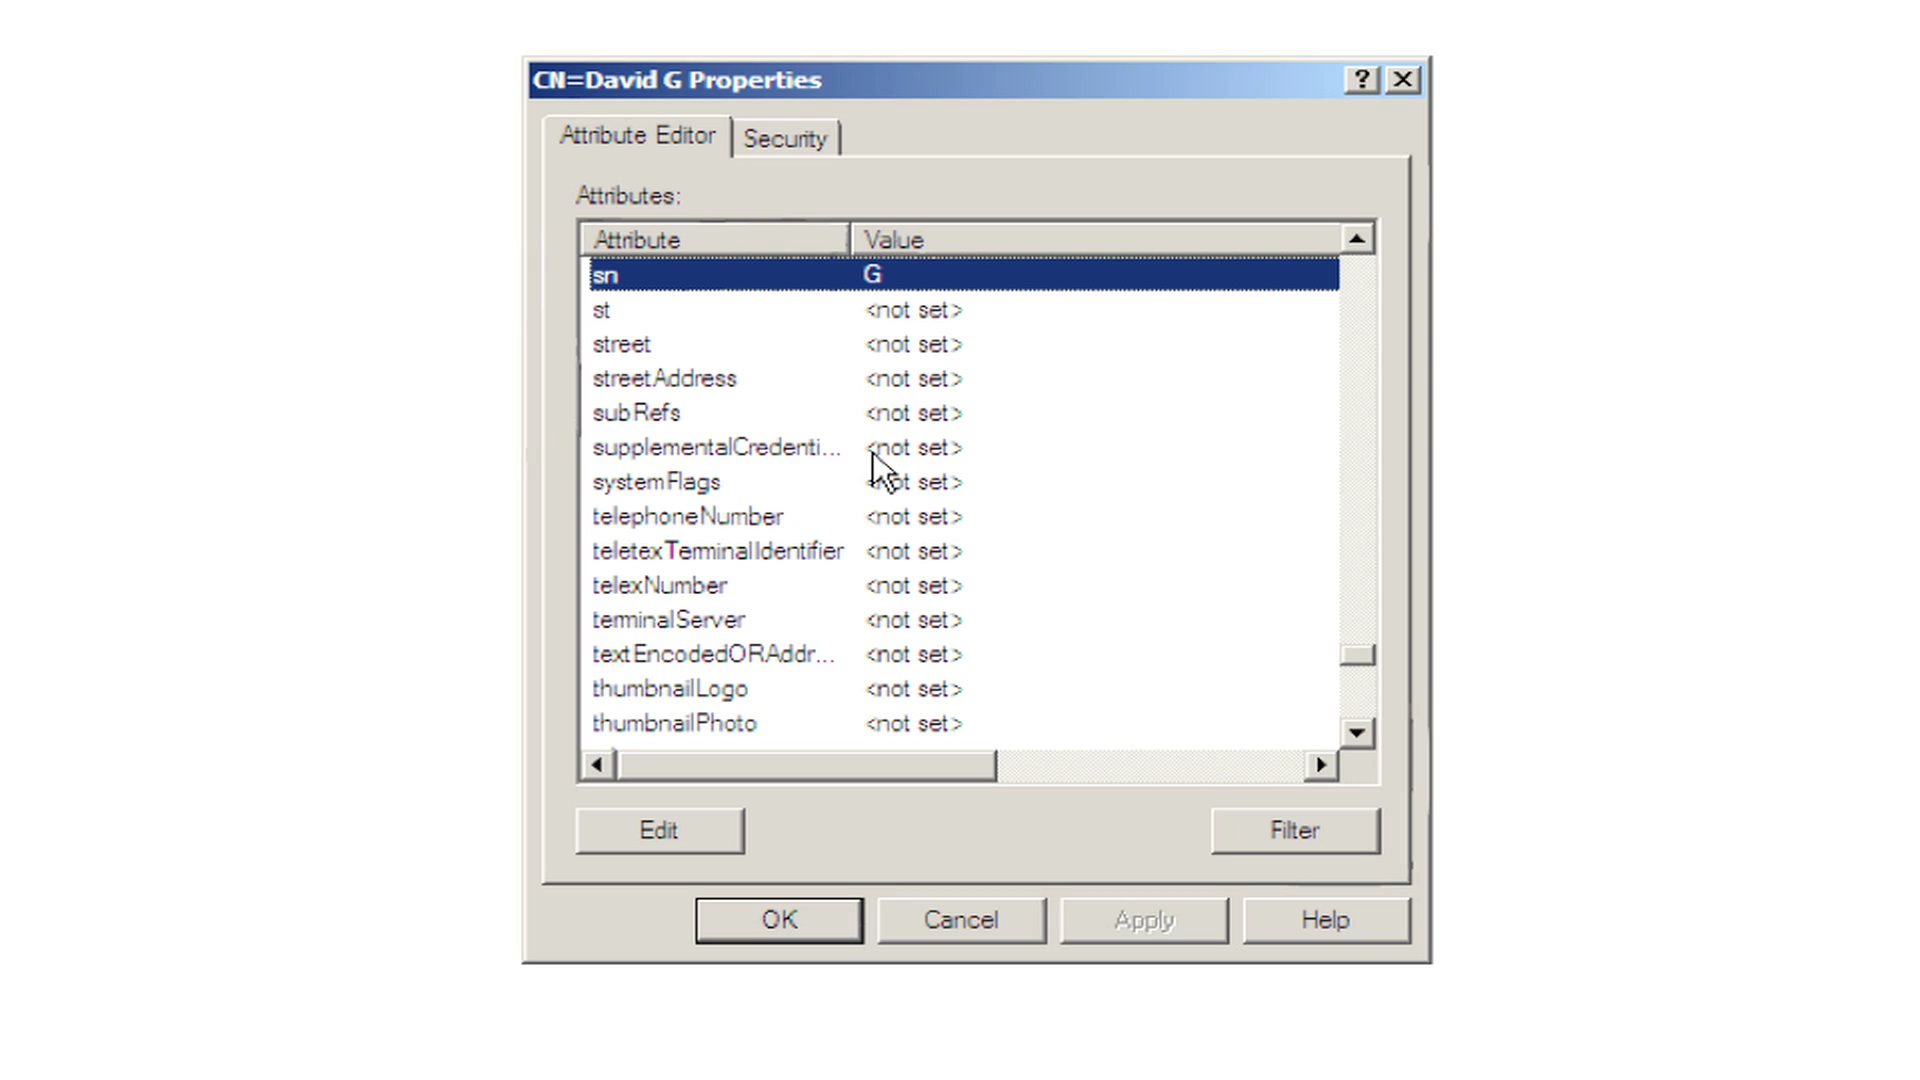 CN=David G Properties
Attribute Editor Security
Attributes:
Attribute Value
sn G
st <not set>
street <not set>
streetAddress <not set>
subRefs <not set>
supplementalCredenti... <not set>
systemFlags <not set>
telephoneNumber <not set>
teletexTerminalIdentifier <not set>
telexNumber <not set>
terminalServer <not set>
textEncodedORAddr... <not set>
thumbnailLogo <not set>
thumbnailPhoto <not set>
Edit Filter
OK Cancel Apply Help